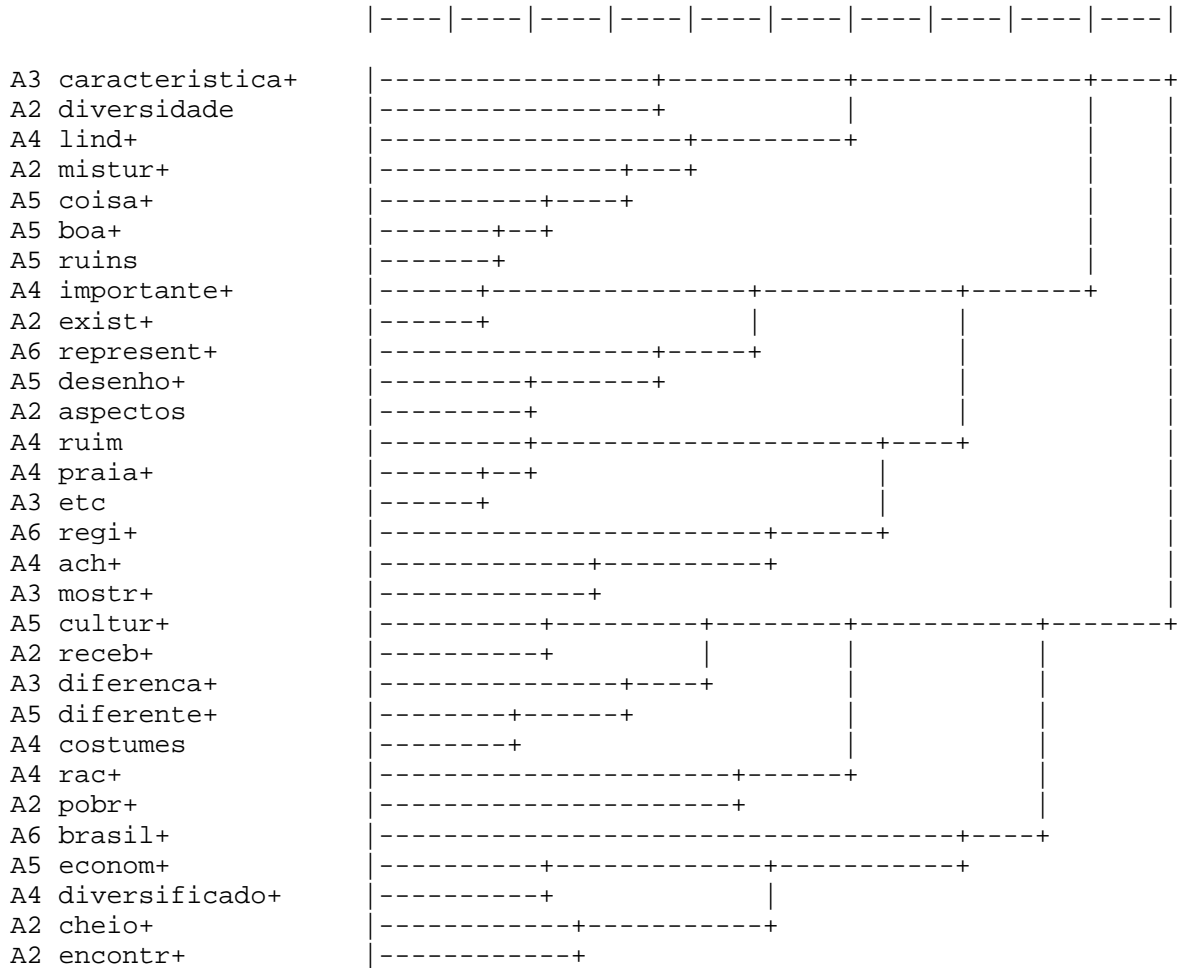 |----|----|----|----|----|----|----|----|----|----|
A3 caracteristica+ |-----------------+-----------+--------------+----+
A2 diversidade |-----------------+ | | |
A4 lind+ |-------------------+---------+ | |
A2 mistur+ |---------------+---+ | |
A5 coisa+ |----------+----+ | |
A5 boa+ |-------+--+ | |
A5 ruins |-------+ | |
A4 importante+ |------+----------------+------------+-------+ |
A2 exist+ |------+ | | |
A6 represent+ |-----------------+-----+ | |
A5 desenho+ |---------+-------+ | |
A2 aspectos |---------+ | |
A4 ruim |---------+---------------------+----+ |
A4 praia+ |------+--+ | |
A3 etc |------+ | |
A6 regi+ |------------------------+------+ |
A4 ach+ |-------------+----------+ |
A3 mostr+ |-------------+ |
A5 cultur+ |----------+---------+--------+-----------+-------+
A2 receb+ |----------+ | | |
A3 diferenca+ |---------------+----+ | |
A5 diferente+ |--------+------+ | |
A4 costumes |--------+ | |
A4 rac+ |----------------------+------+ |
A2 pobr+ |----------------------+ |
A6 brasil+ |------------------------------------+----+
A5 econom+ |----------+-------------+-----------+
A4 diversificado+ |----------+ |
A2 cheio+ |------------+-----------+
A2 encontr+ |------------+